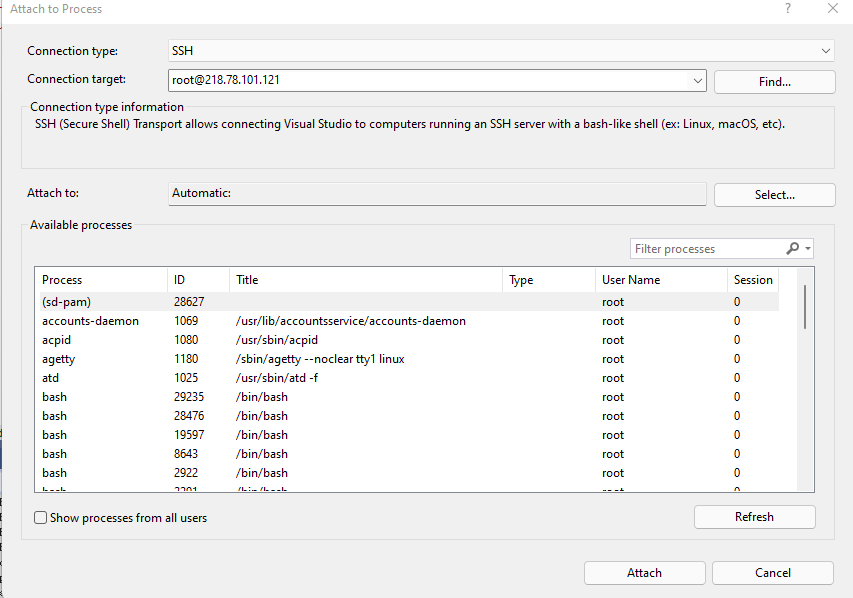 Attach to Process
Connection type: SSH
Connection target: root@218.78.101.121 Find...
Connection type information
SSH (Secure Shell) Transport allows connecting Visual Studio to computers running an SSH server with a bash-like shell (ex: Linux, macOS, etc).
Attach to: Automatic: Select...
Available processes
Filter processes
Process ID Title Type User Name Session
(sd-pam) 28627 root 0
accounts-daemon 1069 /usr/lib/accountsservice/accounts-daemon root 0
acpid 1080 /usr/sbin/acpid root 0
agetty 1180 /sbin/agetty --noclear tty1 linux root 0
atd 1025 /usr/sbin/atd -f root 0
bash 29235 /bin/bash root 0
bash 28476 /bin/bash root 0
bash 19597 /bin/bash root 0
bash 8643 /bin/bash root 0
bash 2922 /bin/bash root 0
Show processes from all users Refresh
Attach Cancel